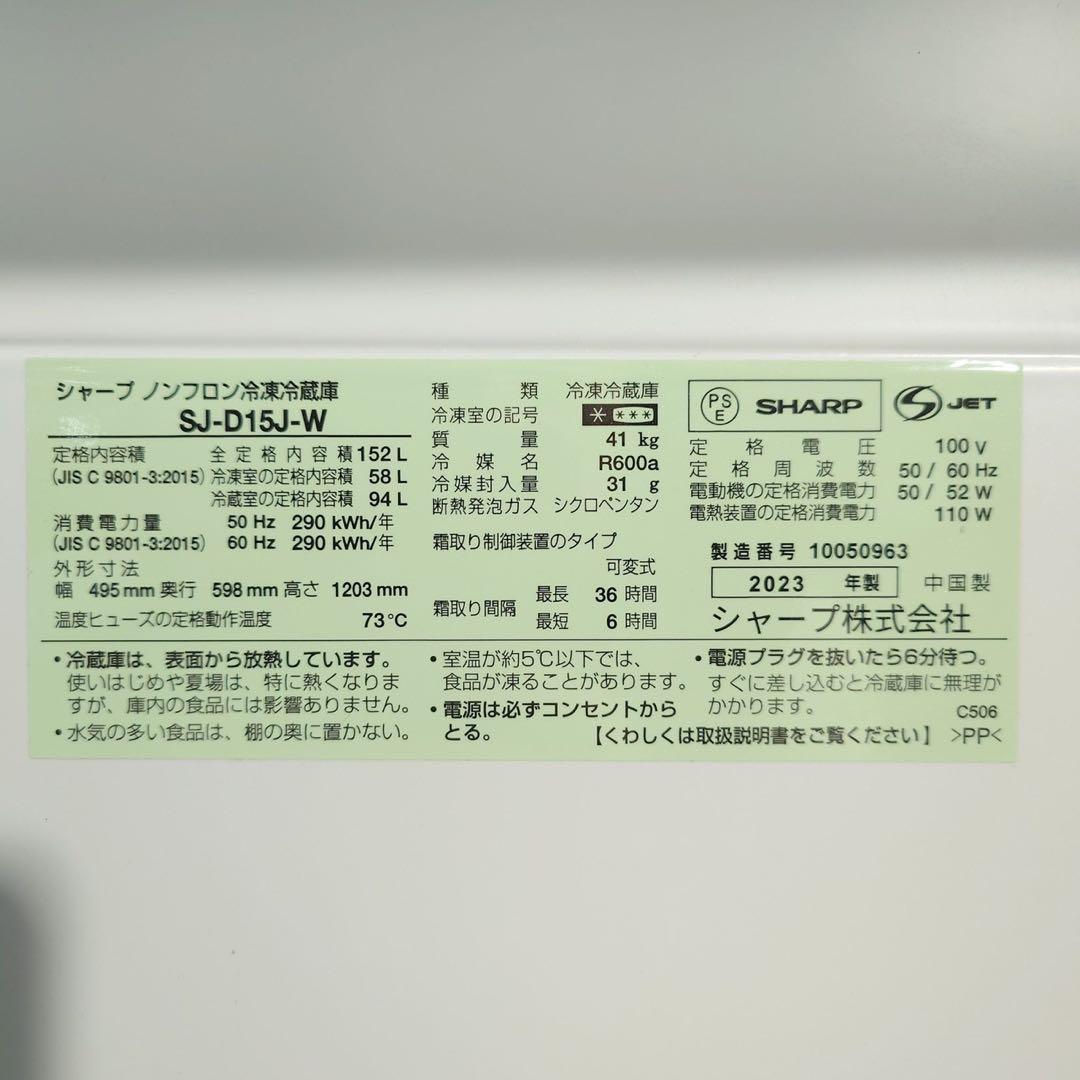 シャープ ノンフロン冷凍冷蔵庫
SJ-D15J-W
定格内容積 全定格内容積 152 L
(JIS C 9801-3:2015) 冷凍室の定格内容積 58 L
冷蔵室の定格内容積 94 L
消費電力量 50 Hz 290 kWh/年
(JIS C 9801-3:2015) 60 Hz 290 kWh/年
外形寸法
幅 495 mm 奥行 598 mm 高さ 1203 mm
温度ヒューズの定格動作温度 73℃
種類 冷凍冷蔵庫
冷凍室の記号 * ***
質量 41 kg
冷媒名 R600a
冷媒封入量 31 g
断熱発泡ガス シクロペンタン
霜取り制御装置のタイプ
可変式
霜取り間隔 最長 36 時間
最短 6 時間
PSE SHARP JET
定格電圧 100 V
定格周波数 50 / 60 Hz
電動機の定格消費電力 50 / 52 W
電熱装置の定格消費電力 110 W
製造番号 10050963
2023 年製 中国製
シャープ株式会社
・冷蔵庫は、表面から放熱しています。
使いはじめや夏場は、特に熱くなりま
すが、庫内の食品には影響ありません。
・水気の多い食品は、棚の奥に置かない。
・室温が約5℃以下では、
食品が凍ることがあります。
・電源は必ずコンセントから
とる。
・電源プラグを抜いたら6分待つ。
すぐに差し込むと冷蔵庫に無理が
かかります。 C506
【くわしくは取扱説明書をご覧ください】 >PP<